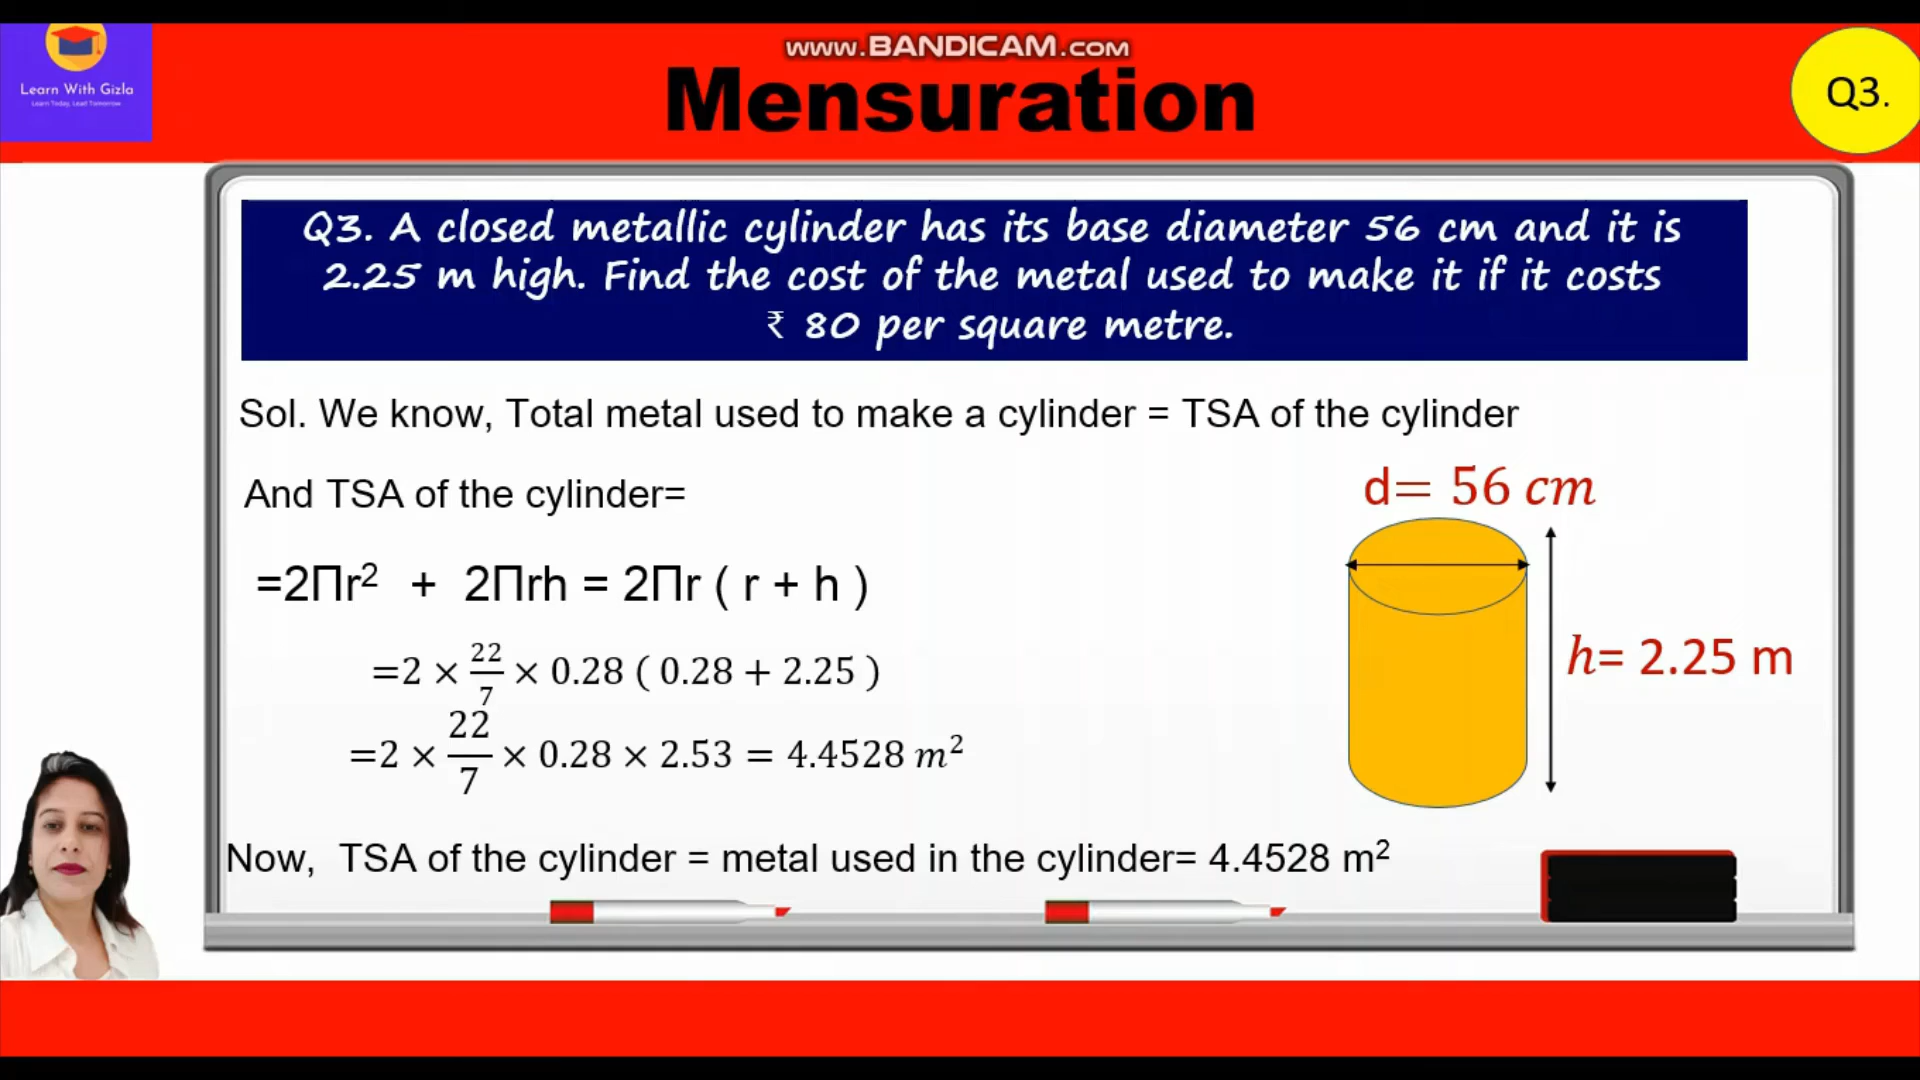 www.BANDICAM.com
Learn With Gizla
Learn Today, Lead Tomorrow
Mensuration
Q3.
Q3. A closed metallic cylinder has its base diameter 56 cm and it is
2.25 m high. Find the cost of the metal used to make it if it costs
₹ 80 per square metre.
Sol. We know, Total metal used to make a cylinder = TSA of the cylinder
And TSA of the cylinder=
d= 56 cm
=2Πr² + 2Πrh = 2Πr ( r + h )
h= 2.25 m
=2 × 22/7 × 0.28 ( 0.28 + 2.25 )
=2 × 22/7 × 0.28 × 2.53 = 4.4528 m²
Now, TSA of the cylinder = metal used in the cylinder= 4.4528 m²